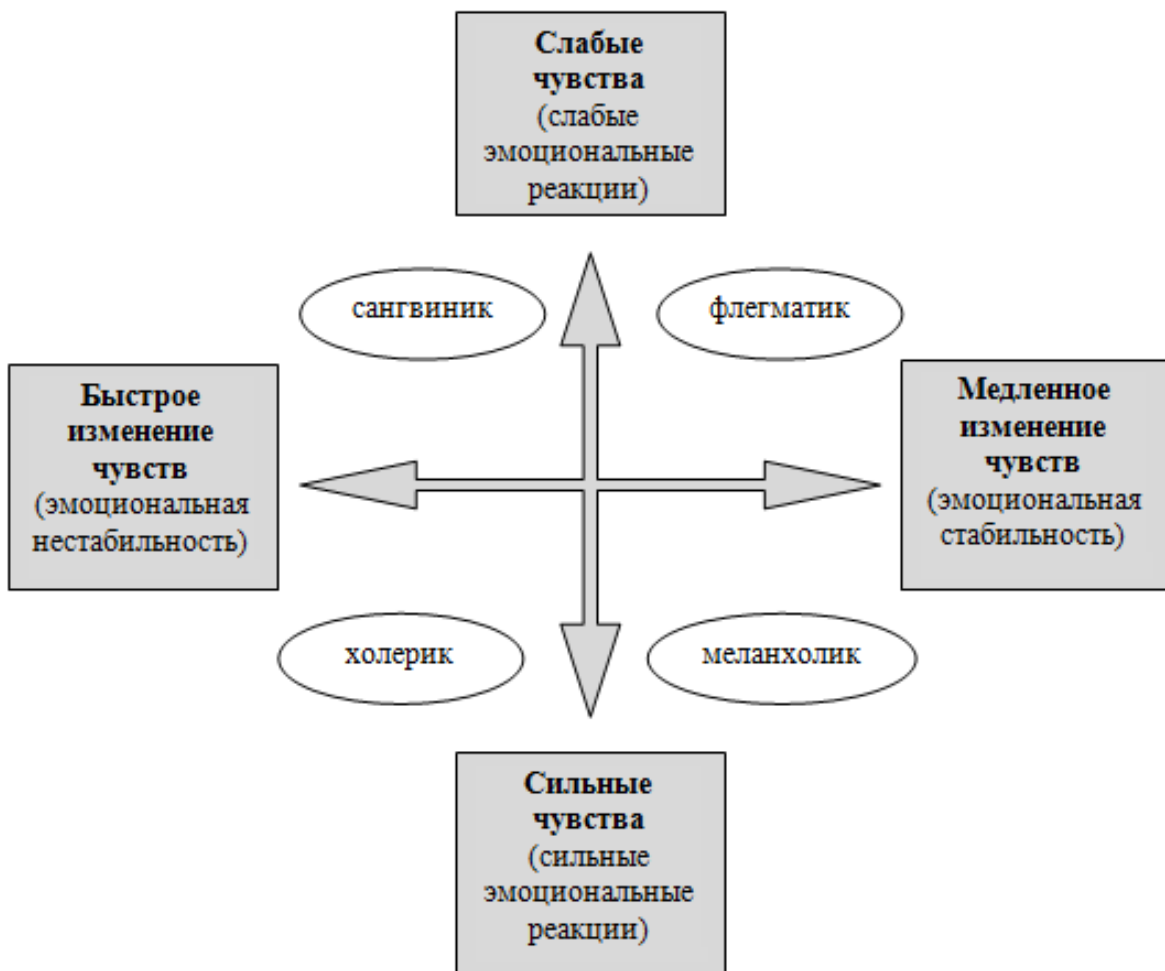 Слабые
чувства
(слабые
эмоциональные
реакции)
сангвиник
флегматик
Быстрое
изменение
чувств
(эмоциональная
нестабильность)
Медленное
изменение
чувств
(эмоциональная
стабильность)
холерик
меланхолик
Сильные
чувства
(сильные
эмоциональные
реакции)